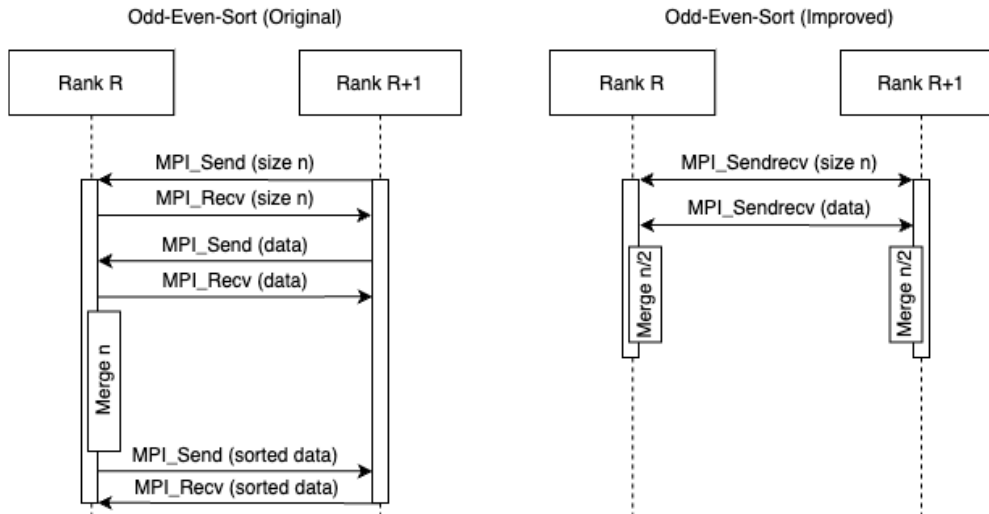 Odd-Even-Sort (Original)
Rank R
Rank R+1
MPI_Send (size n)
MPI_Recv (size n)
MPI_Send (data)
MPI_Recv (data)
Merge n
MPI_Send (sorted data)
MPI_Recv (sorted data)
Odd-Even-Sort (Improved)
Rank R
Rank R+1
MPI_Sendrecv (size n)
MPI_Sendrecv (data)
Merge n/2
Merge n/2